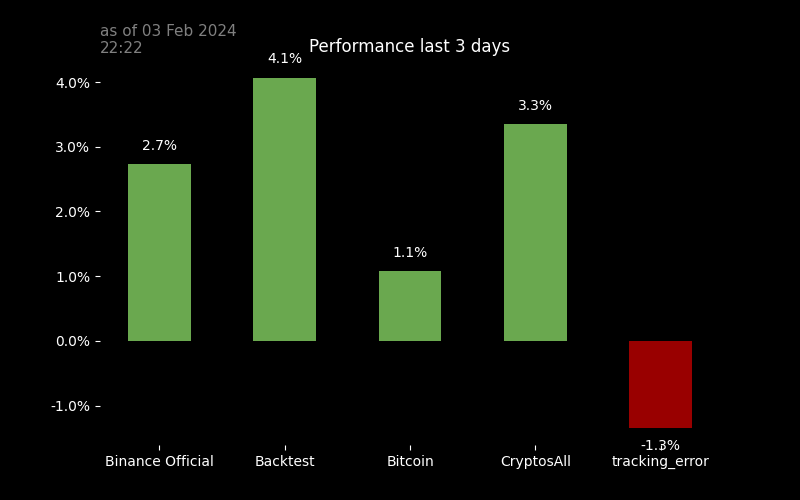 as of 03 Feb 2024
22:22
Performance last 3 days
4.0%
3.0%
2.0%
1.0%
0.0%
-1.0%
2.7%
4.1%
1.1%
3.3%
-1.3%
Binance Official
Backtest
Bitcoin
CryptosAll
tracking_error